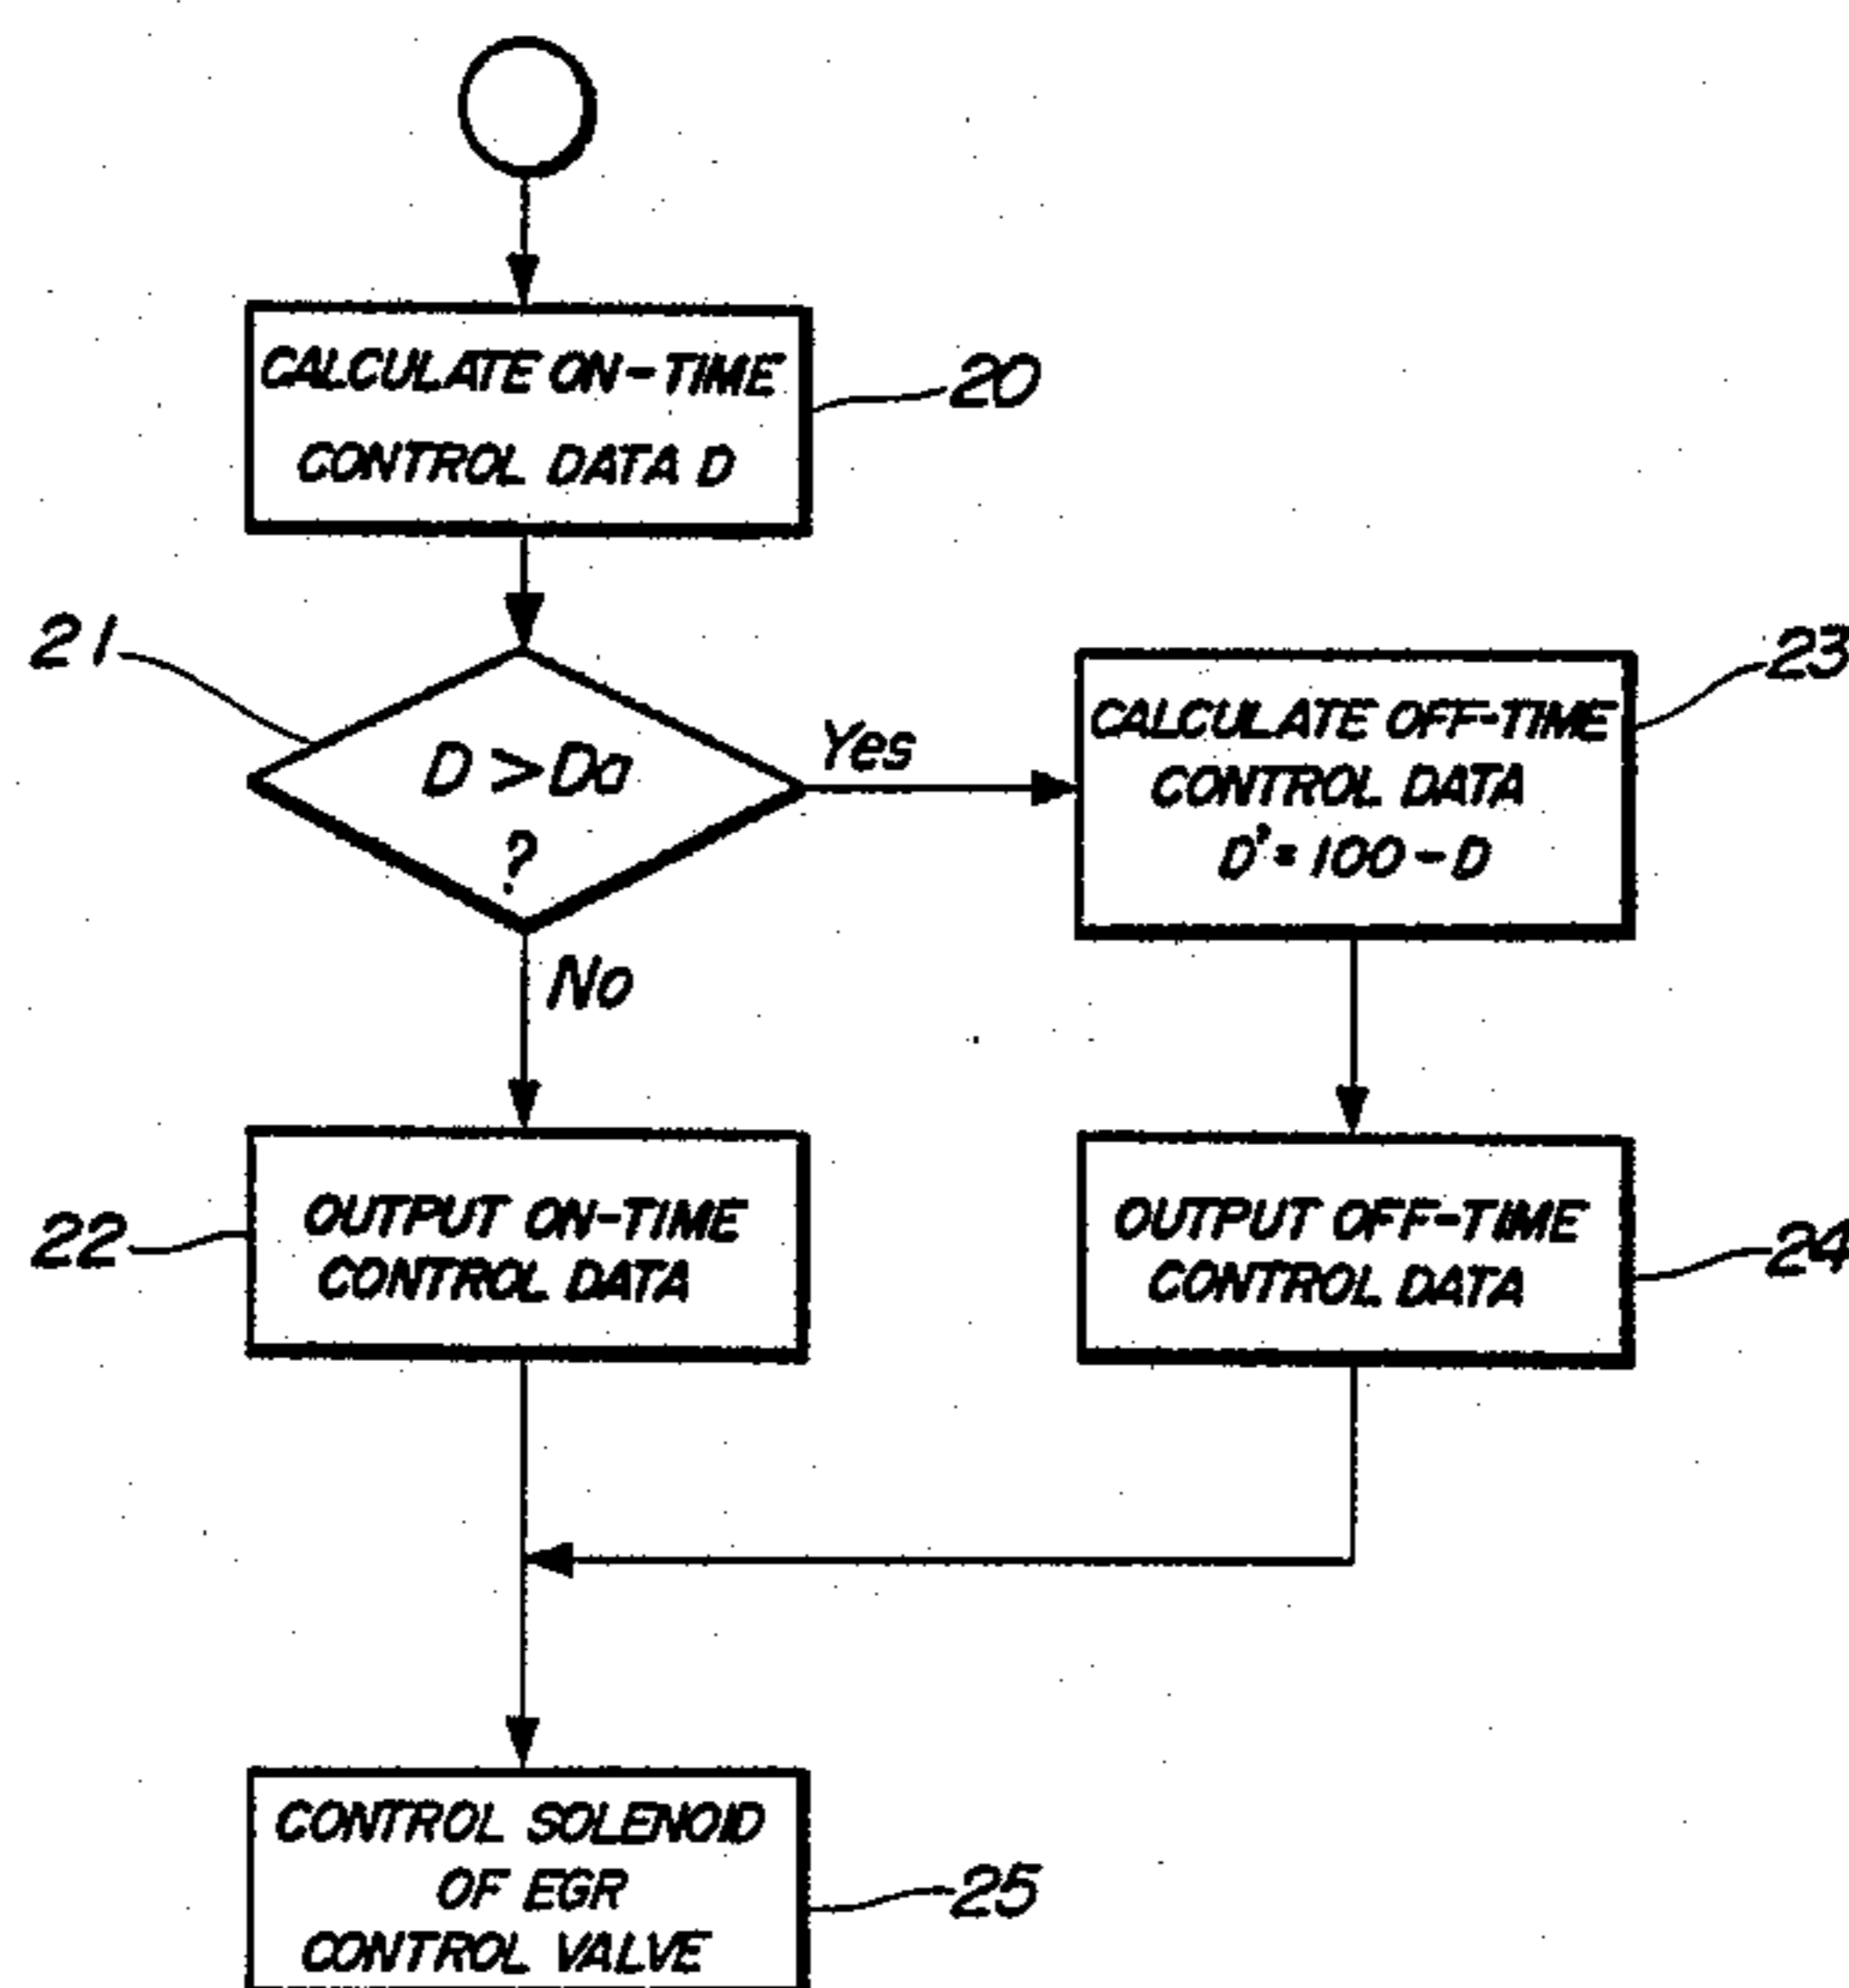 CALCULATE ON-TIME
CONTROL DATA D
20
21
D > Do
?
Yes
No
CALCULATE OFF-TIME
CONTROL DATA
D' = 100 - D
23
22
OUTPUT ON-TIME
CONTROL DATA
OUTPUT OFF-TIME
CONTROL DATA
24
CONTROL SOLENOID
OF EGR
CONTROL VALVE
25